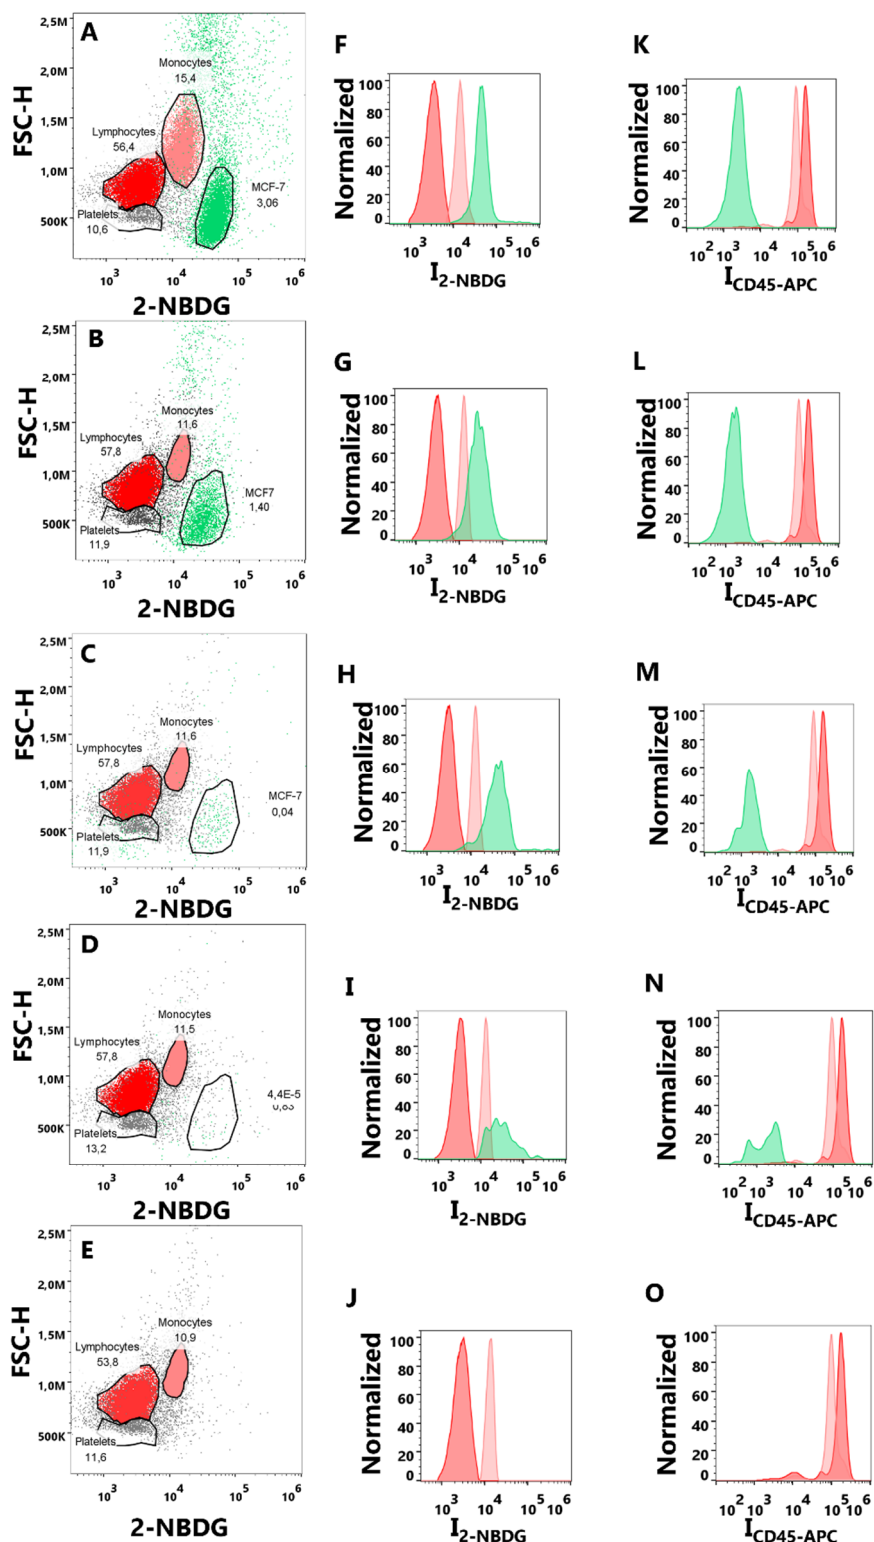 A
FSC-H
2,5M
2,0M
1,5M
1,0M
500K
Monocytes
15,4
Lymphocytes
56,4
MCF-7
3,06
Platelets
10,6
10³ 10⁴ 10⁵ 10⁶
2-NBDG
F
Normalized
100
80
60
40
20
0
10³ 10⁴ 10⁵ 10⁶
I2-NBDG
K
Normalized
100
80
60
40
20
0
10² 10³ 10⁴ 10⁵ 10⁶
ICD45-APC
B
FSC-H
2,5M
2,0M
1,5M
1,0M
500K
Monocytes
11,6
Lymphocytes
57,8
MCF7
1,40
Platelets
11,9
10³ 10⁴ 10⁵ 10⁶
2-NBDG
G
Normalized
100
80
60
40
20
0
10³ 10⁴ 10⁵ 10⁶
I2-NBDG
L
Normalized
100
80
60
40
20
0
10² 10³ 10⁴ 10⁵ 10⁶
ICD45-APC
C
FSC-H
2,5M
2,0M
1,5M
1,0M
500K
Monocytes
11,6
Lymphocytes
57,8
MCF-7
0,04
Platelets
11,9
10³ 10⁴ 10⁵ 10⁶
2-NBDG
H
Normalized
100
80
60
40
20
0
10³ 10⁴ 10⁵ 10⁶
I2-NBDG
M
Normalized
100
80
60
40
20
0
10² 10³ 10⁴ 10⁵ 10⁶
ICD45-APC
D
FSC-H
2,5M
2,0M
1,5M
1,0M
500K
Monocytes
11,5
Lymphocytes
57,8
4,4E-5
Platelets
13,2
10³ 10⁴ 10⁵ 10⁶
2-NBDG
I
Normalized
100
80
60
40
20
0
10³ 10⁴ 10⁵ 10⁶
I2-NBDG
N
Normalized
100
80
60
40
20
0
10² 10³ 10⁴ 10⁵ 10⁶
ICD45-APC
E
FSC-H
2,5M
2,0M
1,5M
1,0M
500K
Monocytes
10,9
Lymphocytes
53,8
Platelets
11,6
10³ 10⁴ 10⁵ 10⁶
2-NBDG
J
Normalized
100
80
60
40
20
0
10³ 10⁴ 10⁵ 10⁶
I2-NBDG
O
Normalized
100
80
60
40
20
0
10² 10³ 10⁴ 10⁵ 10⁶
ICD45-APC